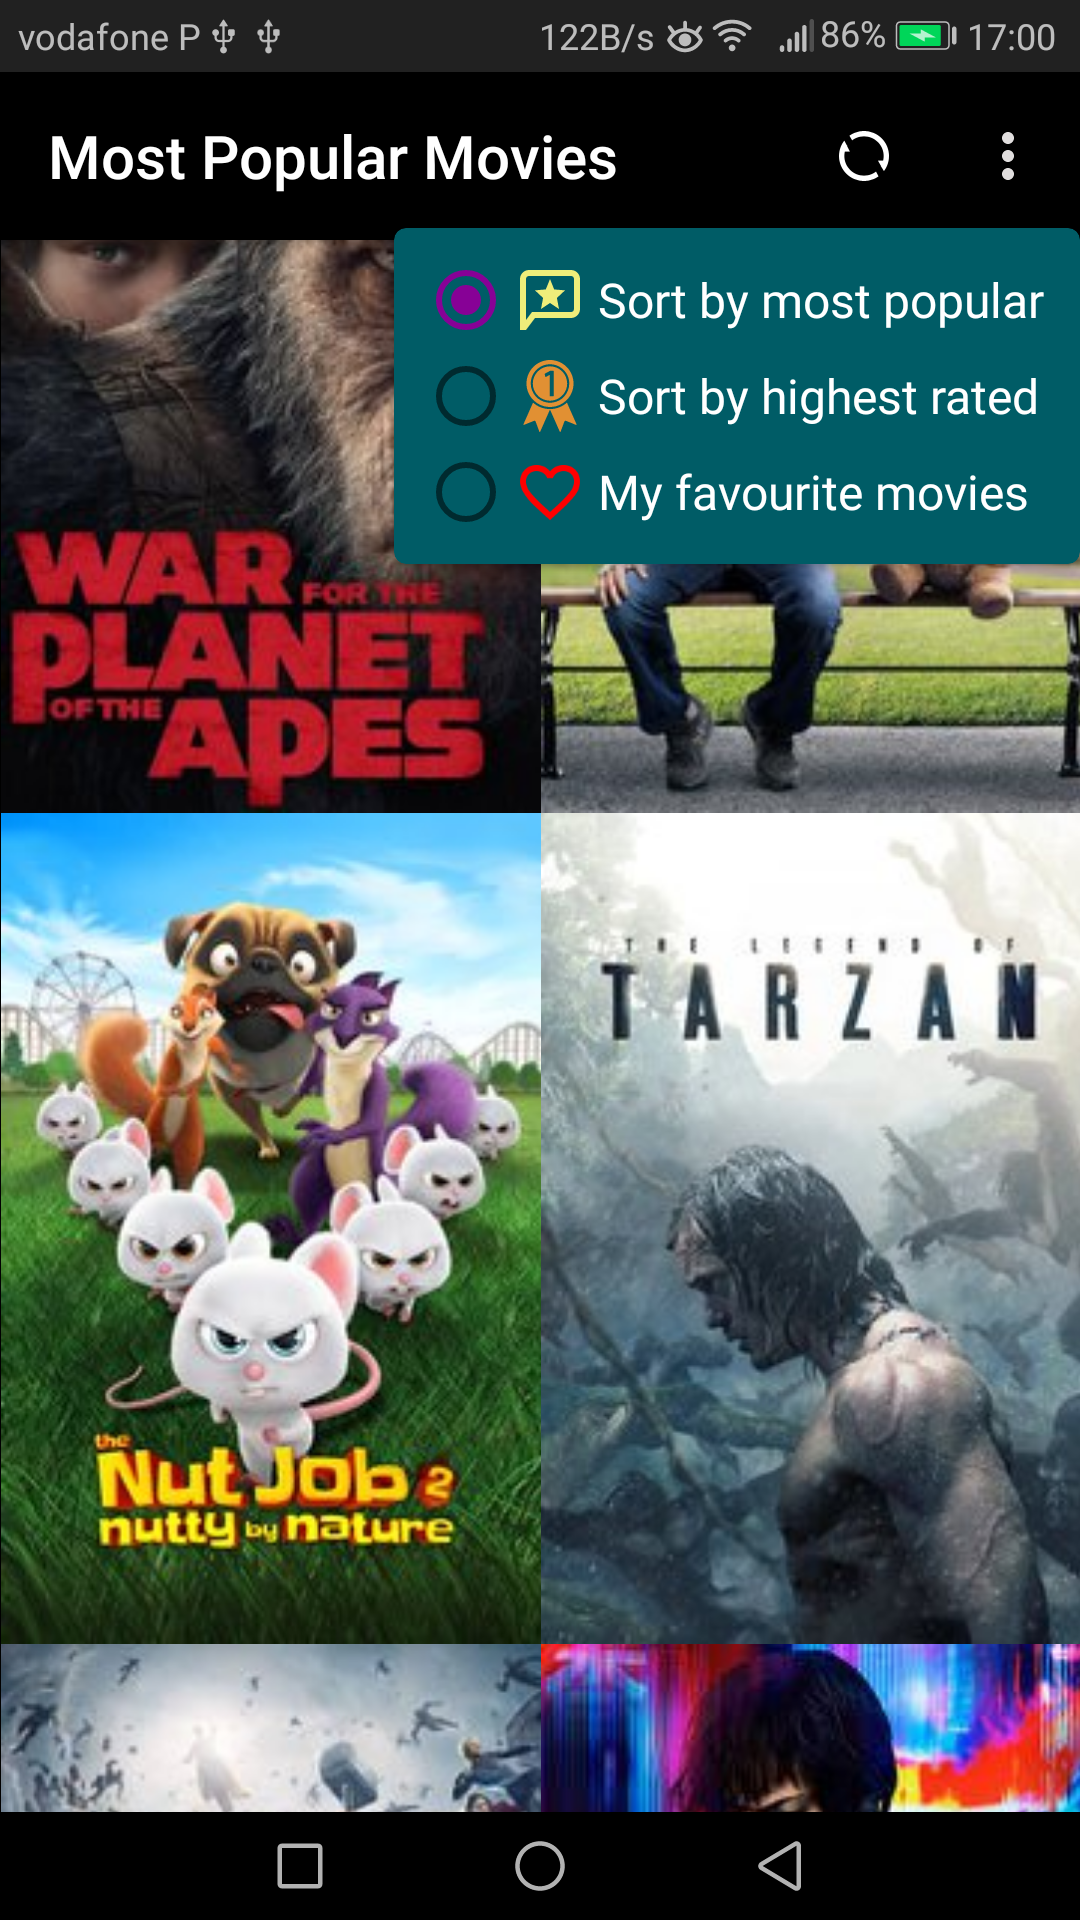 vodafone P 122B/s 86% 17:00
Most Popular Movies
Sort by most popular
1 Sort by highest rated
My favourite movies
WAR FOR THE
PLANET
OF THE APES
THE LEGEND OF
TARZAN
the
Nut Job 2
nutty by nature